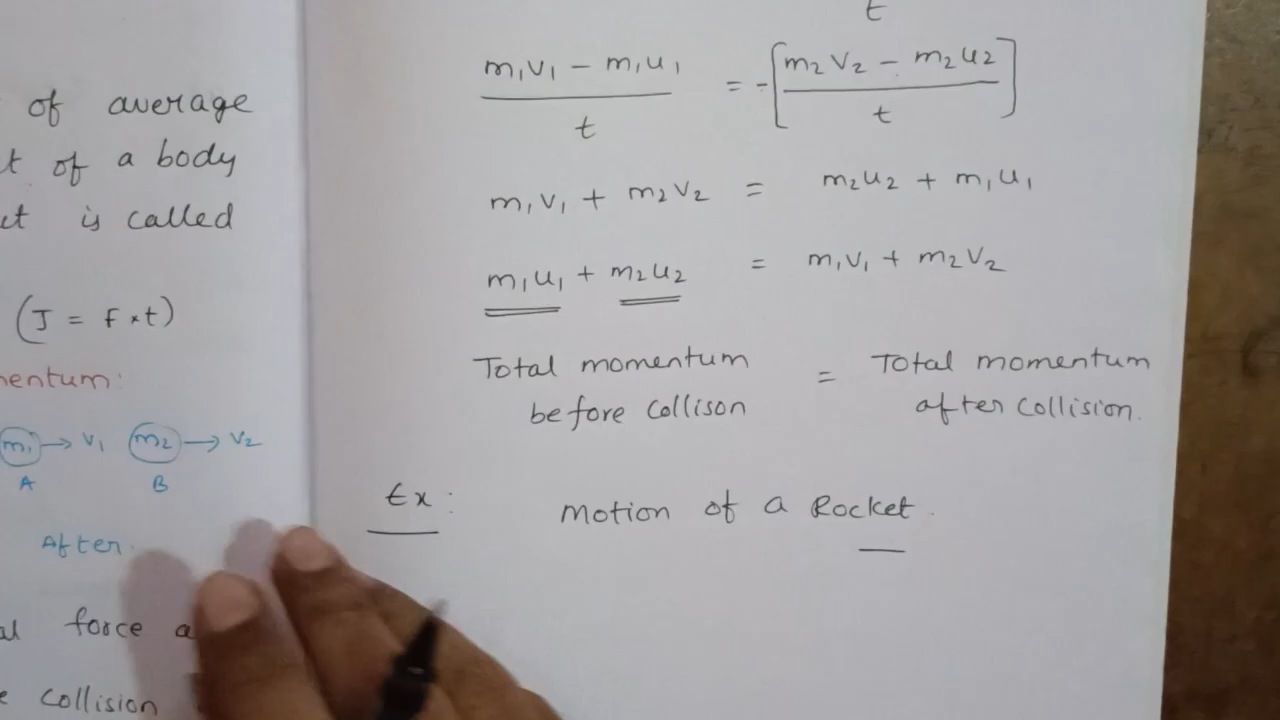 of average
of a body
is called
(J = F×t)
m₁ → v₁ m₂ → v₂
A B
After.
force
collision
t
m₁v₁ - m₁u₁ / t = -[m₂v₂ - m₂u₂ / t]
m₁v₁ + m₂v₂ = m₂u₂ + m₁u₁
m₁u₁ + m₂u₂ = m₁v₁ + m₂v₂
Total momentum = Total momentum
before collison after collision.
Ex: Motion of a Rocket.